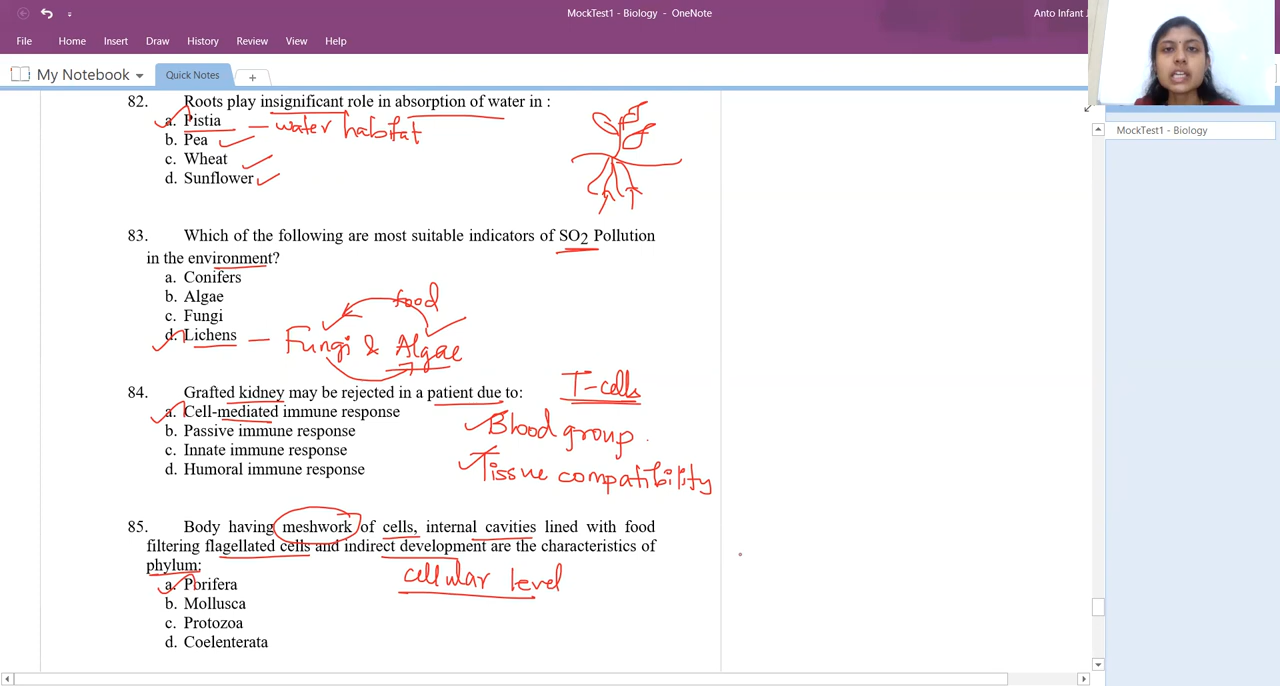 MockTest1 - Biology - OneNote
Anto Infant J
File Home Insert Draw History Review View Help
My Notebook Quick Notes +
MockTest1 - Biology
82. Roots play insignificant role in absorption of water in :
a. Pistia – water habitat
b. Pea
c. Wheat
d. Sunflower
83. Which of the following are most suitable indicators of SO2 Pollution
in the environment?
a. Conifers
b. Algae
food
c. Fungi
d. Lichens – Fungi & Algae
84. Grafted kidney may be rejected in a patient due to: T-cells
a. Cell-mediated immune response
b. Passive immune response Blood group
c. Innate immune response
d. Humoral immune response Tissue compatibility
85. Body having meshwork of cells, internal cavities lined with food
filtering flagellated cells and indirect development are the characteristics of
phylum:
cellular level
a. Porifera
b. Mollusca
c. Protozoa
d. Coelenterata